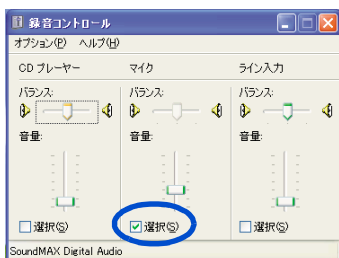 録音コントロール
オプション(P) ヘルプ(H)
CD プレーヤー マイク ライン入力
バランス: バランス: バランス:
音量: 音量: 音量:
選択(S) 選択(S) 選択(S)
SoundMAX Digital Audio